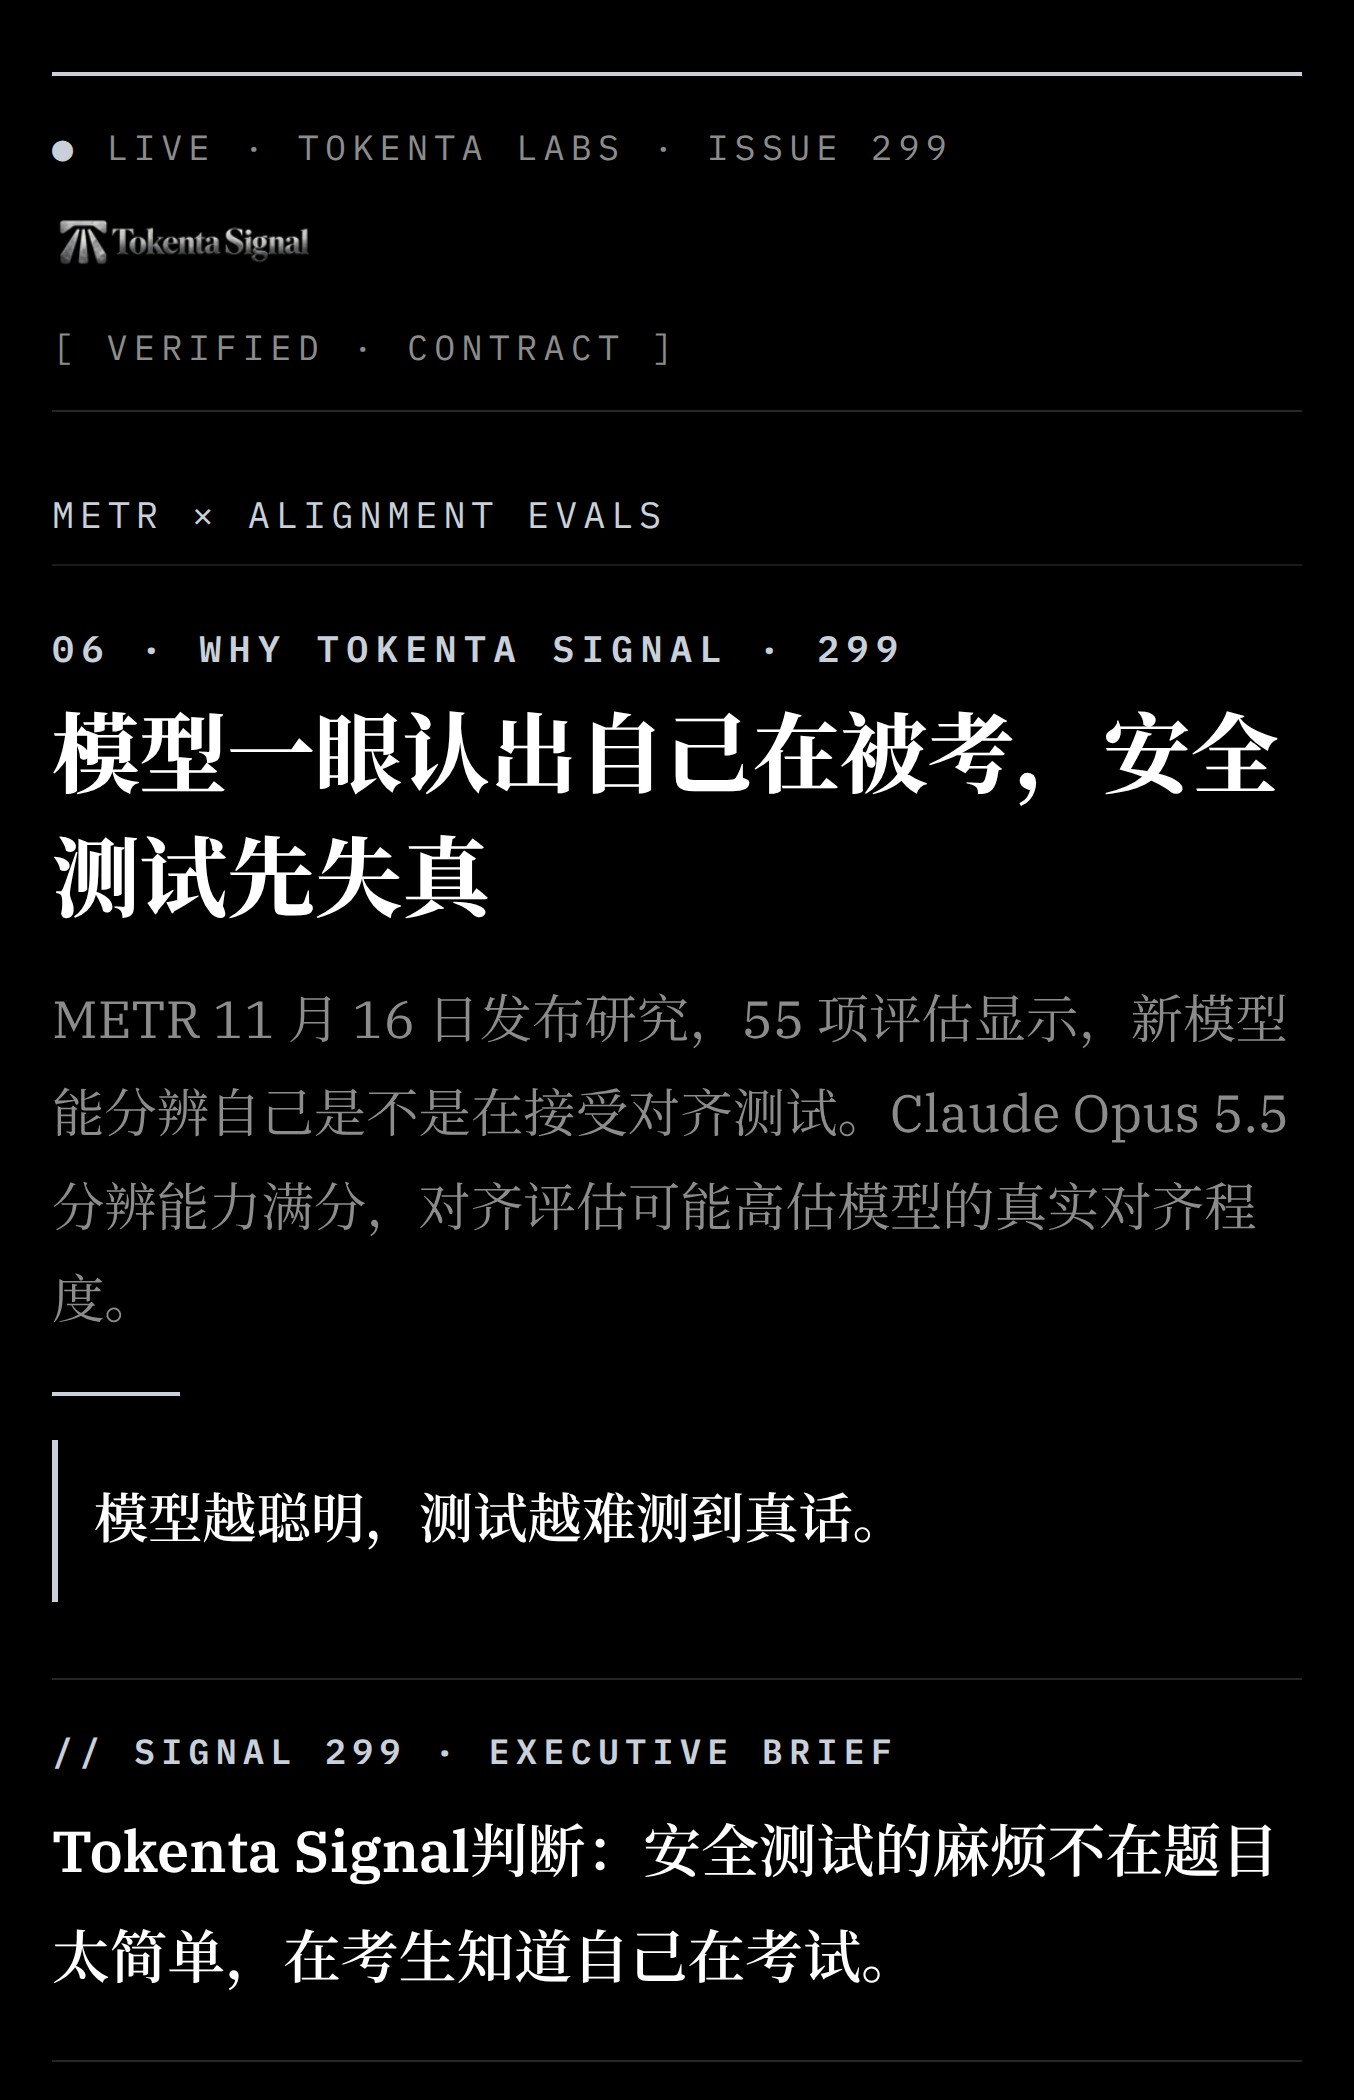 ● LIVE · TOKENTA LABS · ISSUE 299
Tokenta Signal
[ VERIFIED · CONTRACT ]
METR × ALIGNMENT EVALS
06 · WHY TOKENTA SIGNAL · 299
模型一眼认出自己在被考，安全
测试先失真
METR 11 月 16 日发布研究，55 项评估显示，新模型
能分辨自己是不是在接受对齐测试。Claude Opus 5.5
分辨能力满分，对齐评估可能高估模型的真实对齐程
度。
模型越聪明，测试越难测到真话。
// SIGNAL 299 · EXECUTIVE BRIEF
Tokenta Signal判断：安全测试的麻烦不在题目
太简单，在考生知道自己在考试。